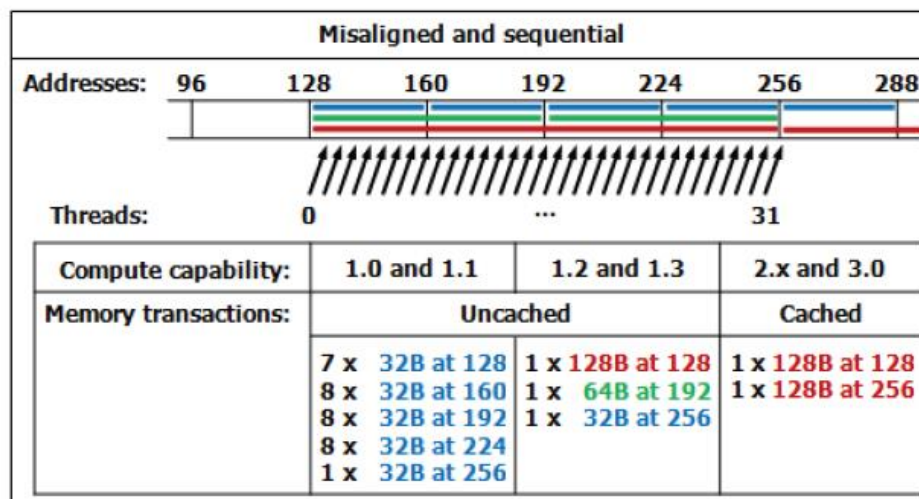 Misaligned and sequential
Addresses: 96 128 160 192 224 256 288
Threads: 0 ... 31
Compute capability: 1.0 and 1.1 1.2 and 1.3 2.x and 3.0
Memory transactions: Uncached Cached
7 x 32B at 128 1 x 128B at 128 1 x 128B at 128
8 x 32B at 160 1 x 64B at 192 1 x 128B at 256
8 x 32B at 192 1 x 32B at 256
8 x 32B at 224
1 x 32B at 256